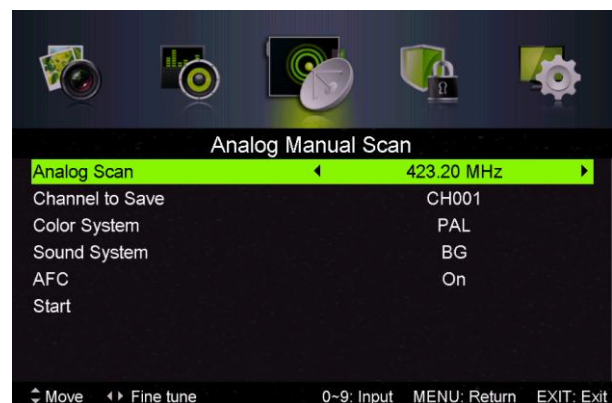 Analog Manual Scan
Analog Scan 423.20 MHz
Channel to Save CH001
Color System PAL
Sound System BG
AFC On
Start
Move Fine tune 0~9: Input MENU: Return EXIT: Exit